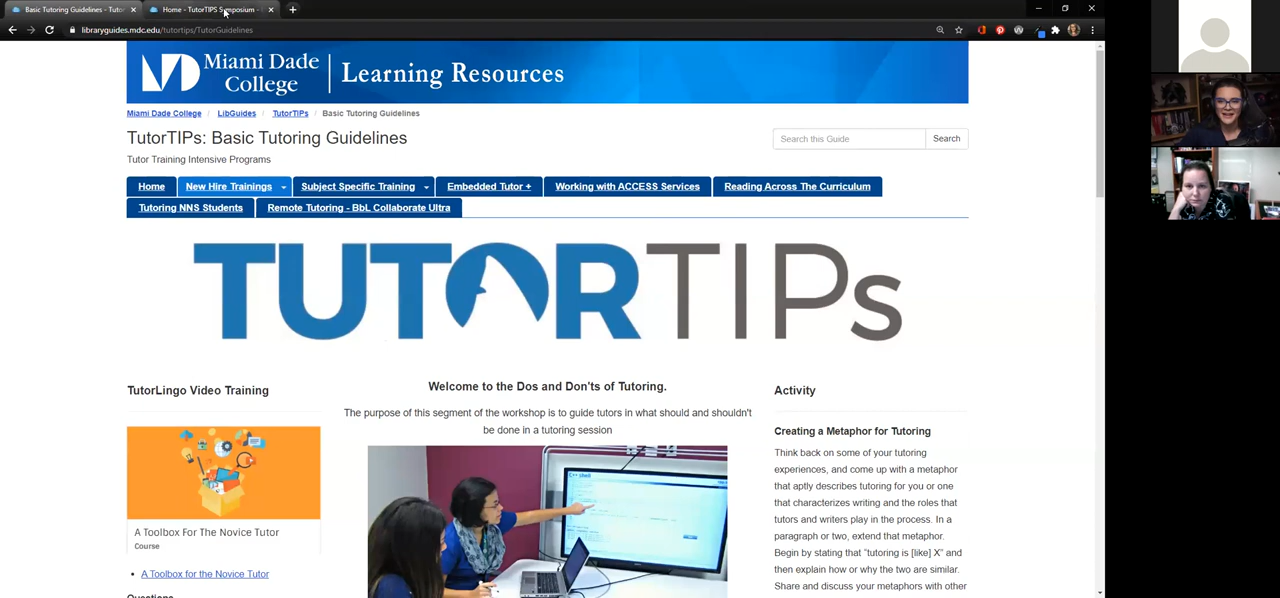 Basic Tutoring Guidelines - Tutor
Home - TutorTIPS Symposium -
libraryguides.mdc.edu/tutortips/TutorGuidelines
Miami Dade College
Learning Resources
Miami Dade College / LibGuides / TutorTIPs / Basic Tutoring Guidelines
TutorTIPs: Basic Tutoring Guidelines
Search this Guide
Search
Tutor Training Intensive Programs
Home
New Hire Trainings
Subject Specific Training
Embedded Tutor +
Working with ACCESS Services
Reading Across The Curriculum
Tutoring NNS Students
Remote Tutoring - BbL Collaborate Ultra
TUTORTIPs
TutorLingo Video Training
A Toolbox For The Novice Tutor
Course
• A Toolbox for the Novice Tutor
Questions
Welcome to the Dos and Don'ts of Tutoring.
The purpose of this segment of the workshop is to guide tutors in what should and shouldn't
be done in a tutoring session
C++ shell
Activity
Creating a Metaphor for Tutoring
Think back on some of your tutoring
experiences, and come up with a metaphor
that aptly describes tutoring for you or one
that characterizes writing and the roles that
tutors and writers play in the process. In a
paragraph or two, extend that metaphor.
Begin by stating that "tutoring is [like] X" and
then explain how or why the two are similar.
Share and discuss your metaphors with other